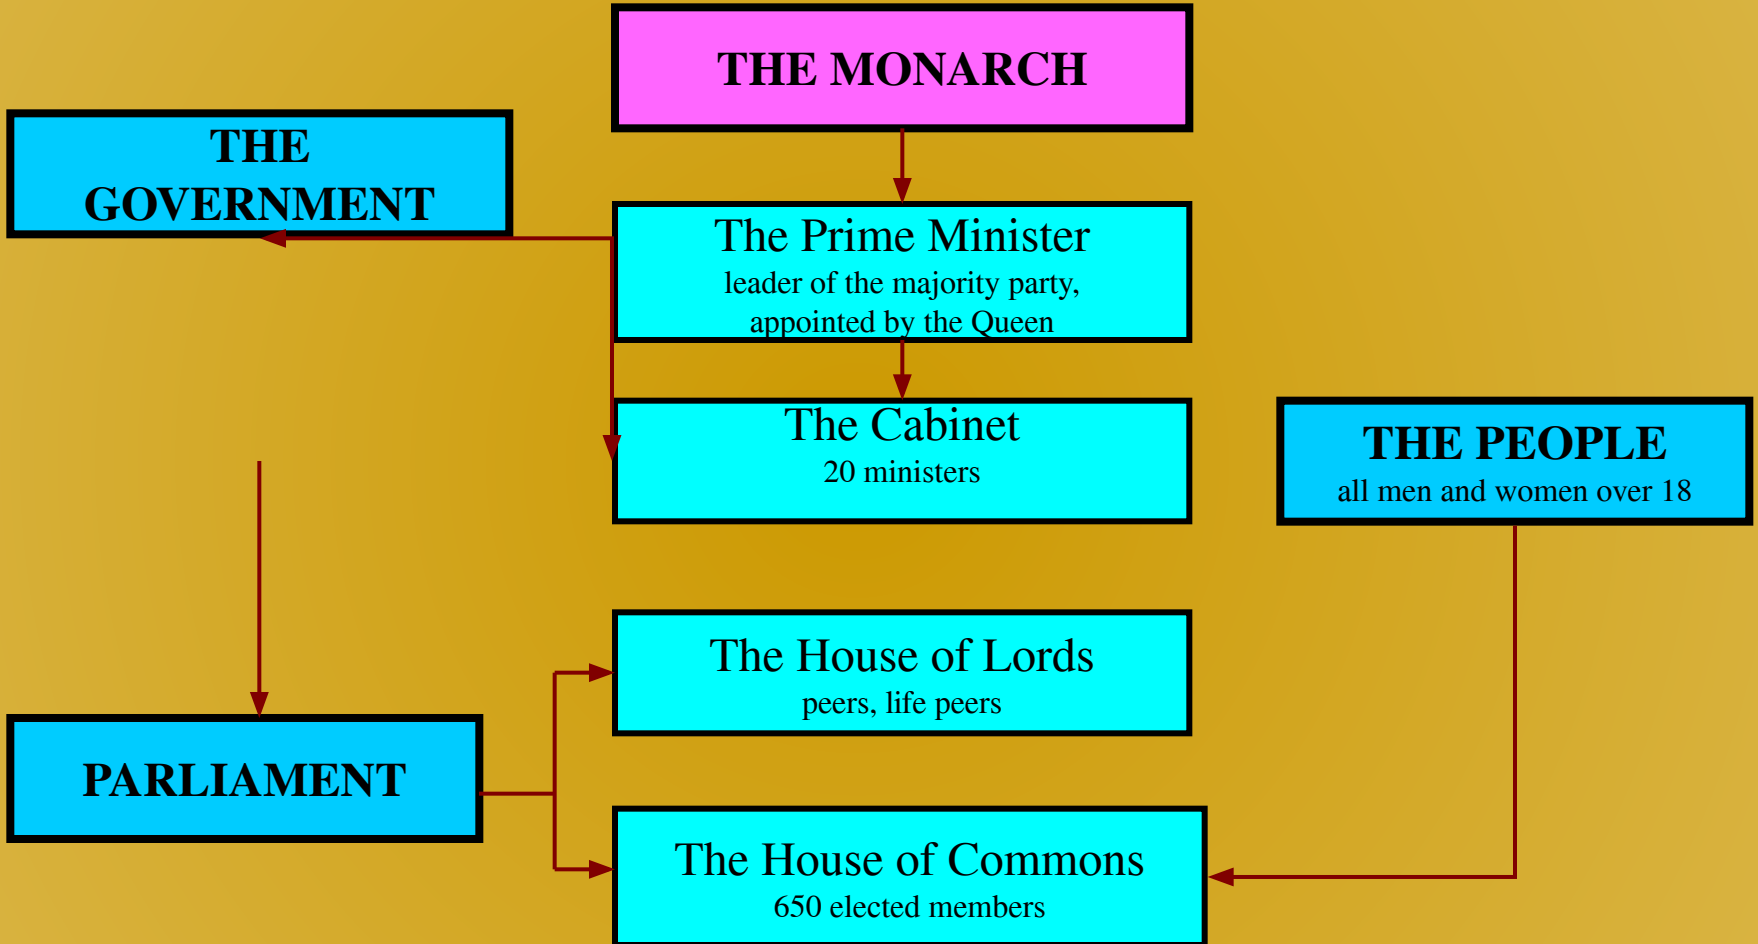 THE MONARCH
THE
GOVERNMENT
The Prime Minister
leader of the majority party,
appointed by the Queen
The Cabinet
20 ministers
THE PEOPLE
all men and women over 18
The House of Lords
peers, life peers
PARLIAMENT
The House of Commons
650 elected members